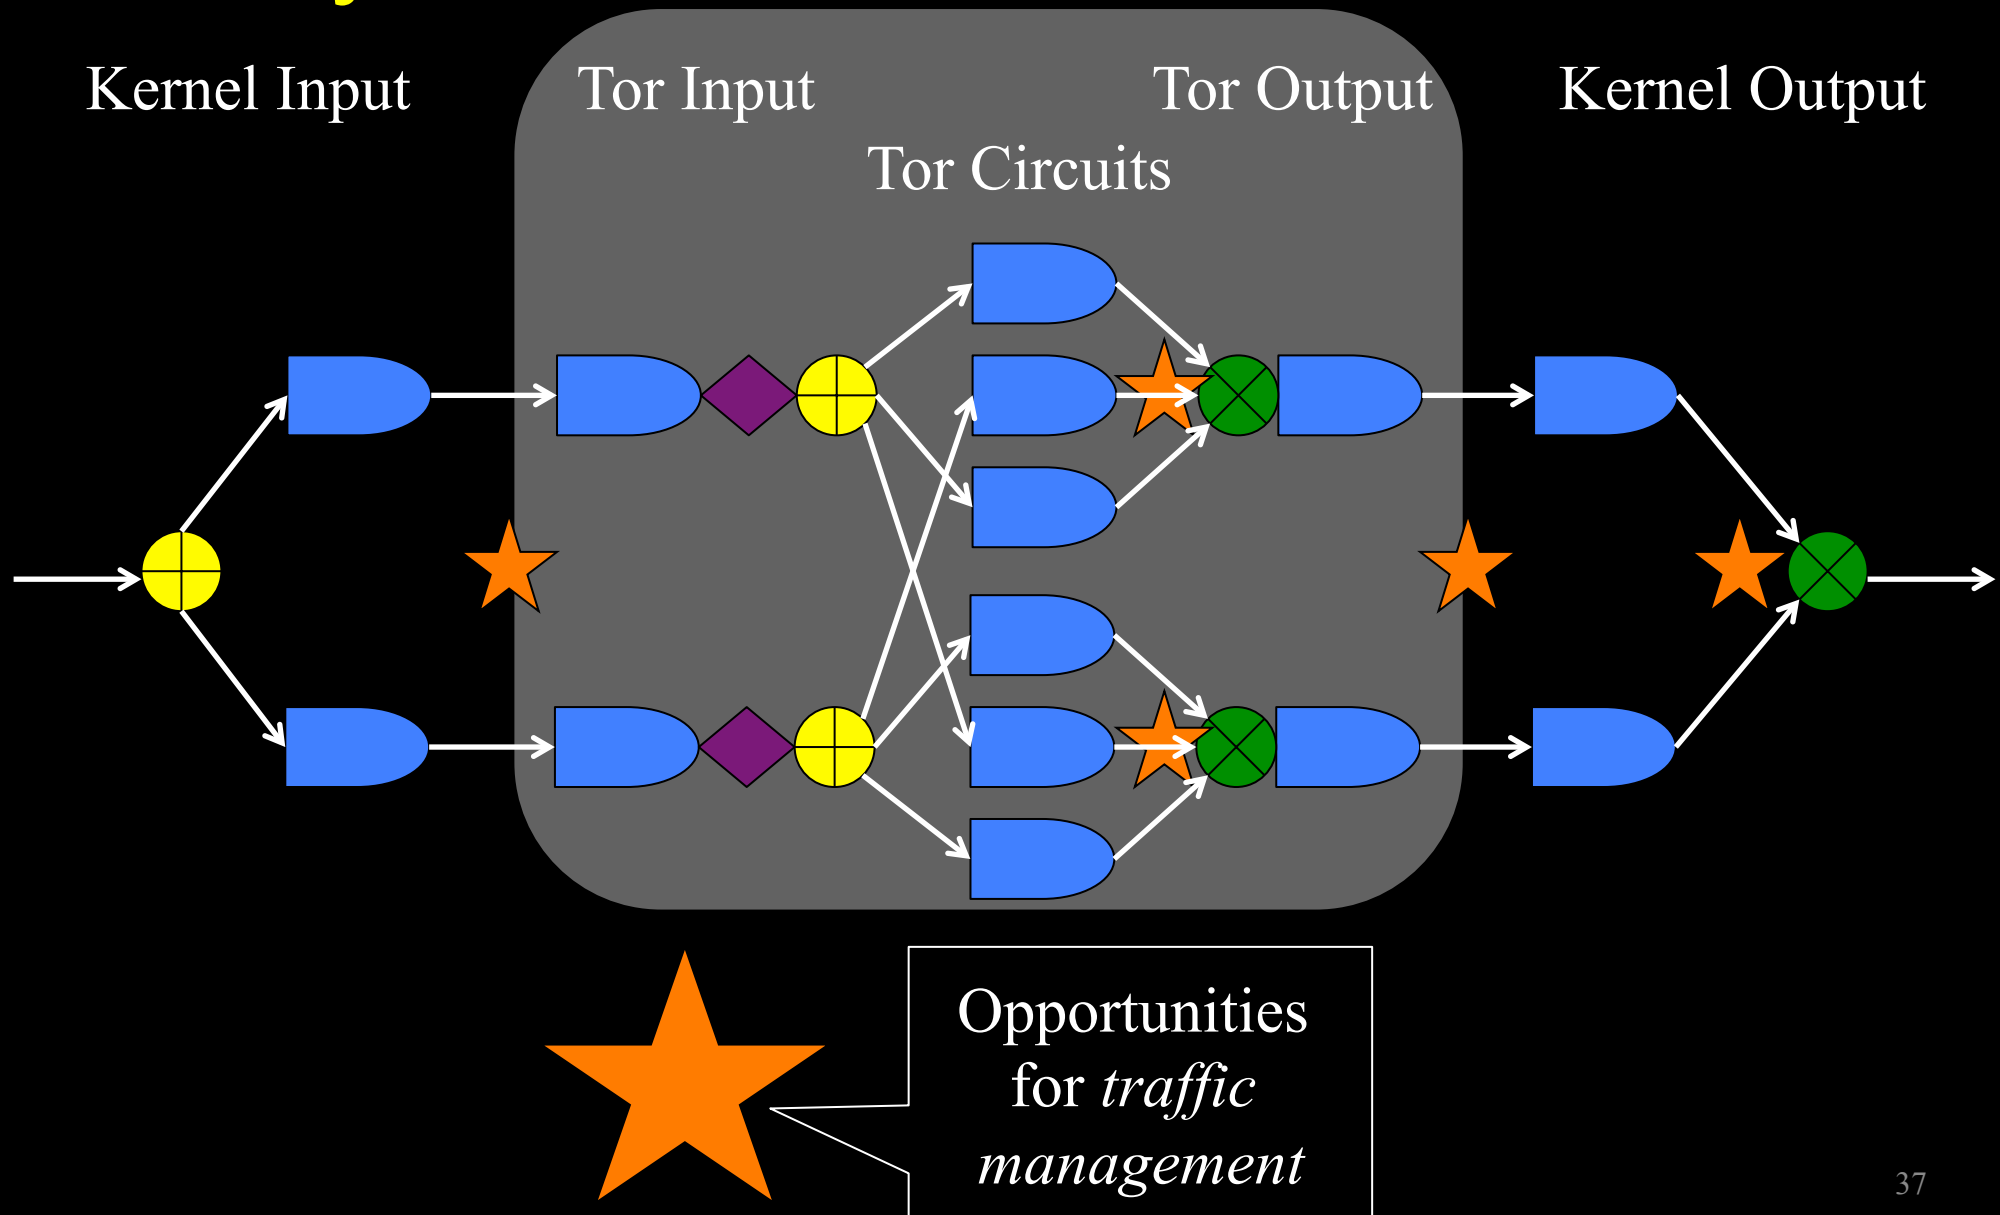 Kernel Input
Tor Input
Tor Output
Kernel Output
Tor Circuits
Opportunities
for traffic
management
37